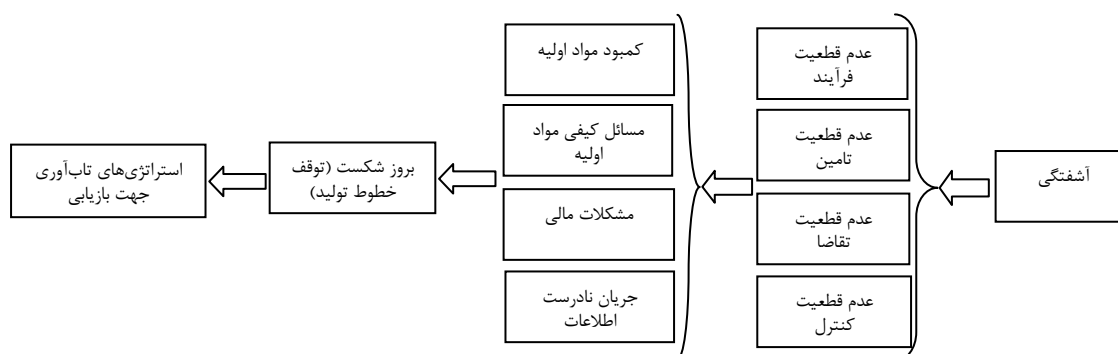 آشفتگی
عدم قطعیت
فرآیند
عدم قطعیت
تامین
عدم قطعیت
تقاضا
عدم قطعیت
کنترل
کمبود مواد اولیه
مسائل کیفی مواد
اولیه
مشکلات مالی
جریان نادرست
اطلاعات
بروز شکست (توقف
خطوط تولید)
استراتژی‌های تاب‌آوری
جهت بازیابی